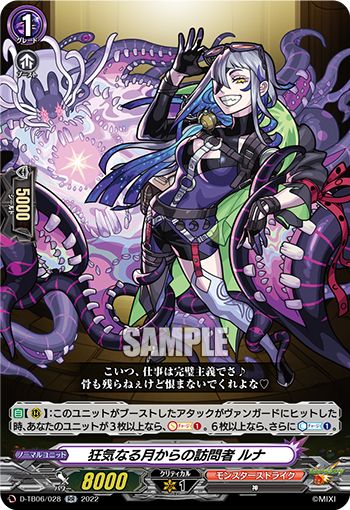 1
グレード
ブースト
5000
シールド
SAMPLE
こいつ、仕事は完璧主義でさ♪
骨も残らねぇけど恨まないでくれよな♡
:このユニットがブーストしたアタックがヴァンガードにヒットした
時、あなたのユニットが3枚以上なら、。6枚以上なら、さらに。
ノーマルユニット
狂気なる月からの訪問者 ルナ
パワー 8000
クリティカル
1
モンスターストライク
神
D-TB06/028 RR 2022
©MIXI